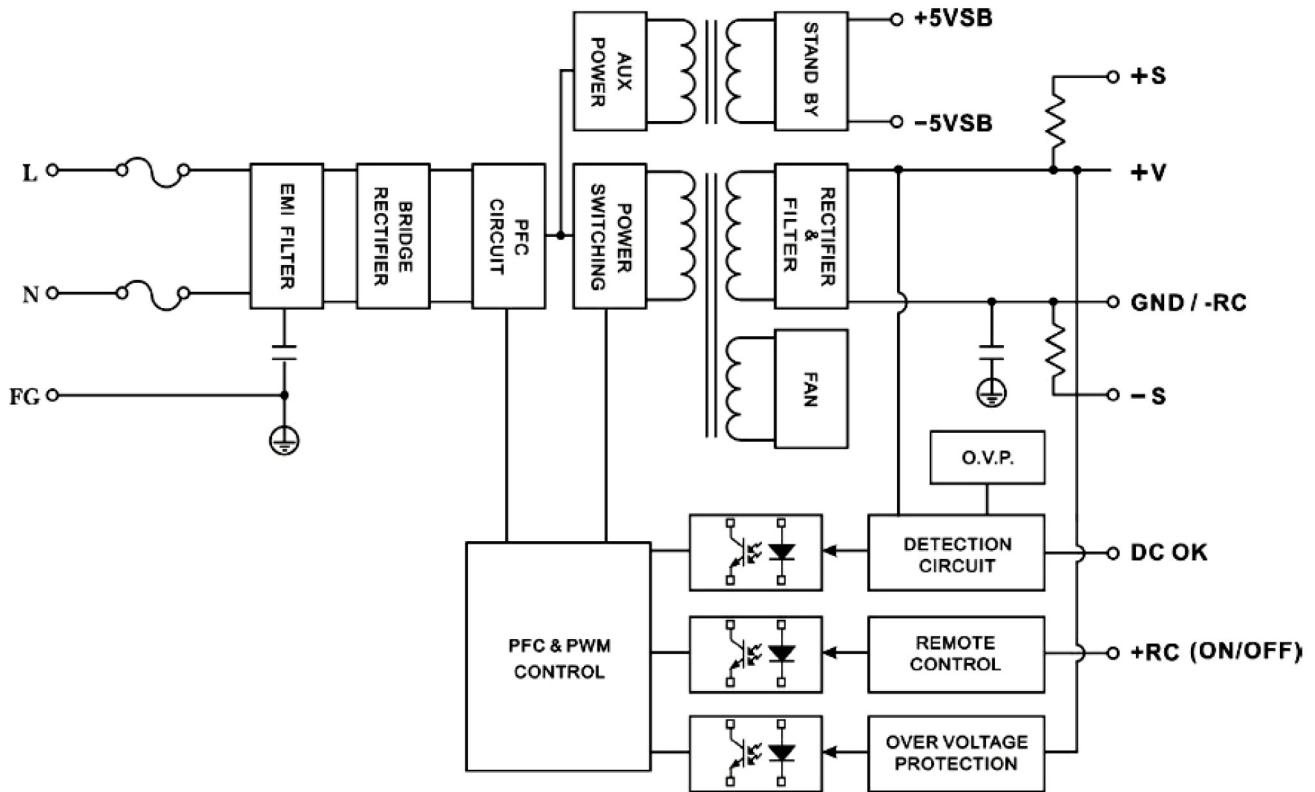 AUX
POWER
STAND BY
+5VSB
−5VSB
+S
L
N
FG
EMI FILTER
BRIDGE
RECTIFIER
PFC
CIRCUIT
POWER
SWITCHING
RECTIFIER
&
FILTER
+V
GND / -RC
−S
FAN
O.V.P.
DETECTION
CIRCUIT
DC OK
PFC & PWM
CONTROL
REMOTE
CONTROL
+RC (ON/OFF)
OVER VOLTAGE
PROTECTION